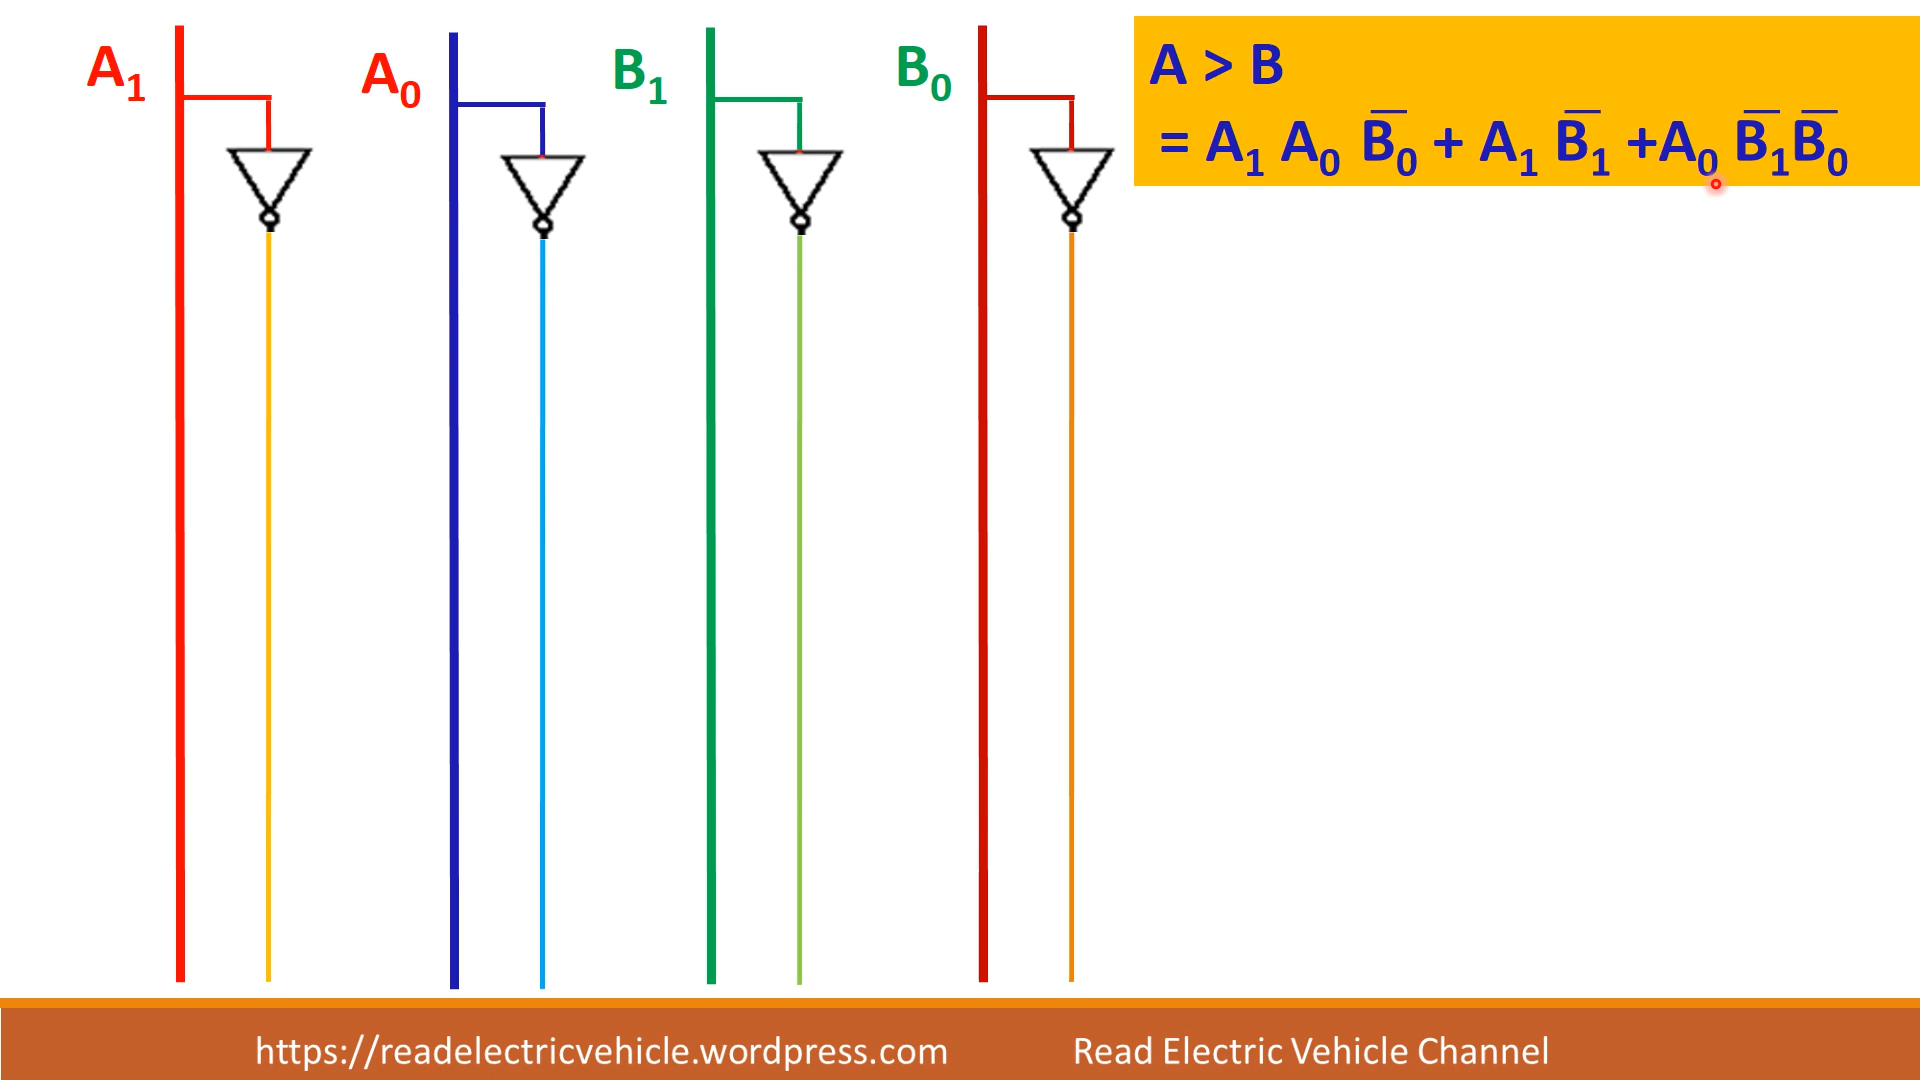 A₁
A₀
B₁
B₀
A > B
= A₁ A₀ B̅₀ + A₁ B̅₁ +A₀ B̅₁B̅₀
https://readelectricvehicle.wordpress.com
Read Electric Vehicle Channel